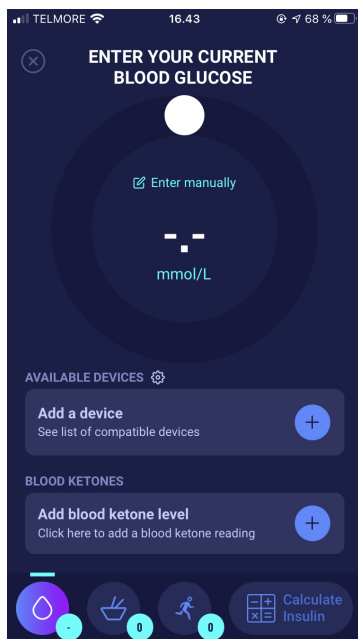 TELMORE 16.43 68 %
ENTER YOUR CURRENT
BLOOD GLUCOSE
Enter manually
-.-
mmol/L
AVAILABLE DEVICES
Add a device
See list of compatible devices
BLOOD KETONES
Add blood ketone level
Click here to add a blood ketone reading
- 0 0
Calculate
Insulin